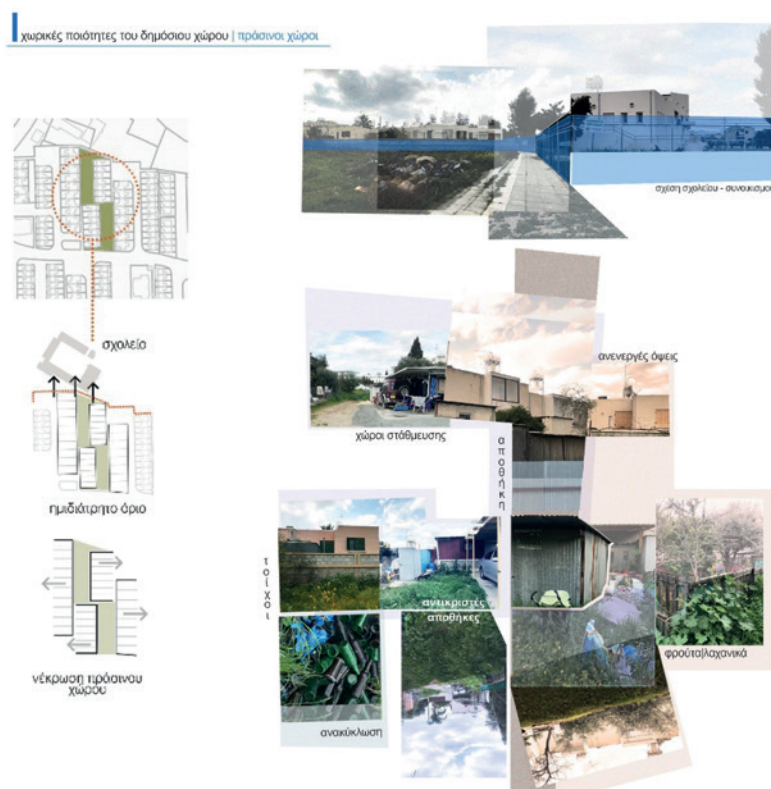 χωρικές ποιότητες του δημόσιου χώρου | πράσινοι χώροι
σχέση σχολείου - συνοικισμού
σχολείο
ανενεργές όψεις
χώροι στάθμευσης
αποθήκη
ημιδιάτρητο όριο
τοίχοι
αντικριστές
αποθήκες
φρούτα|λαχανικά
νέκρωση πράσινου
χώρου
ανακύκλωση